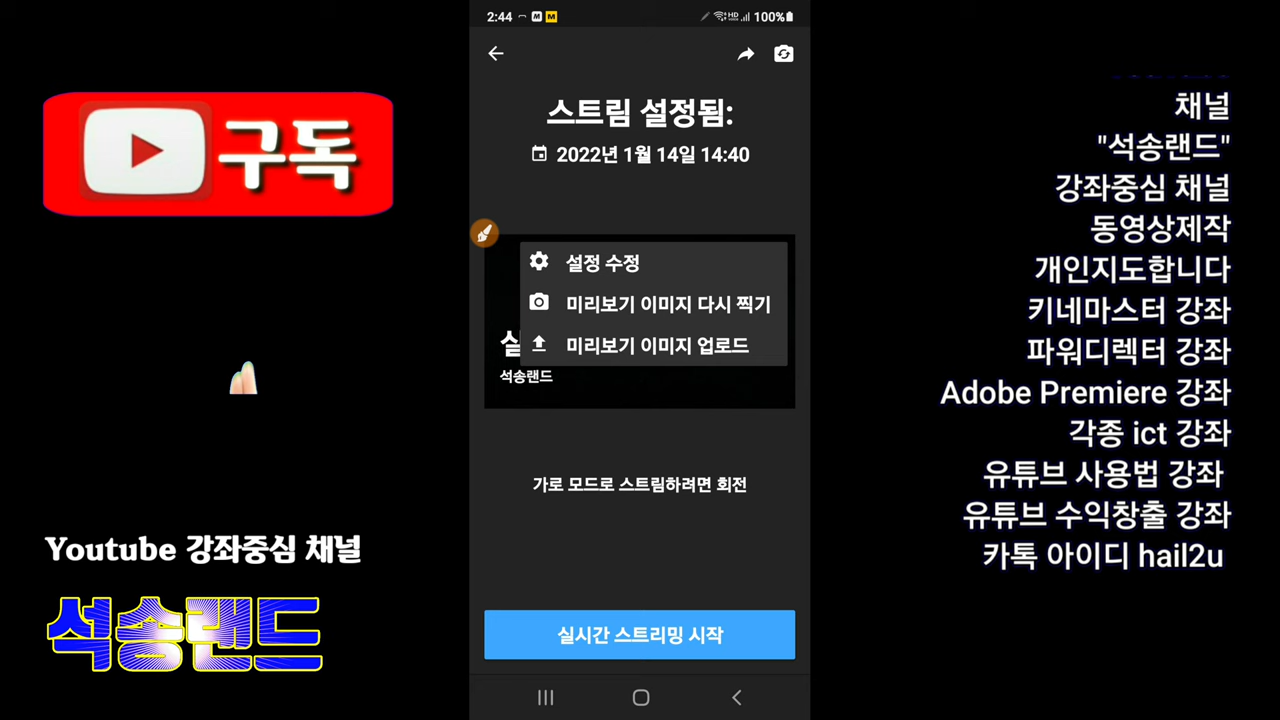 구독
Youtube 강좌중심 채널
석송랜드
2:44
100%
스트림 설정됨:
2022년 1월 14일 14:40
설정 수정
미리보기 이미지 다시 찍기
미리보기 이미지 업로드
실
석송랜드
가로 모드로 스트림하려면 회전
실시간 스트리밍 시작
채널
"석송랜드"
강좌중심 채널
동영상제작
개인지도합니다
키네마스터 강좌
파워디렉터 강좌
Adobe Premiere 강좌
각종 ict 강좌
유튜브 사용법 강좌
유튜브 수익창출 강좌
카톡 아이디 hail2u